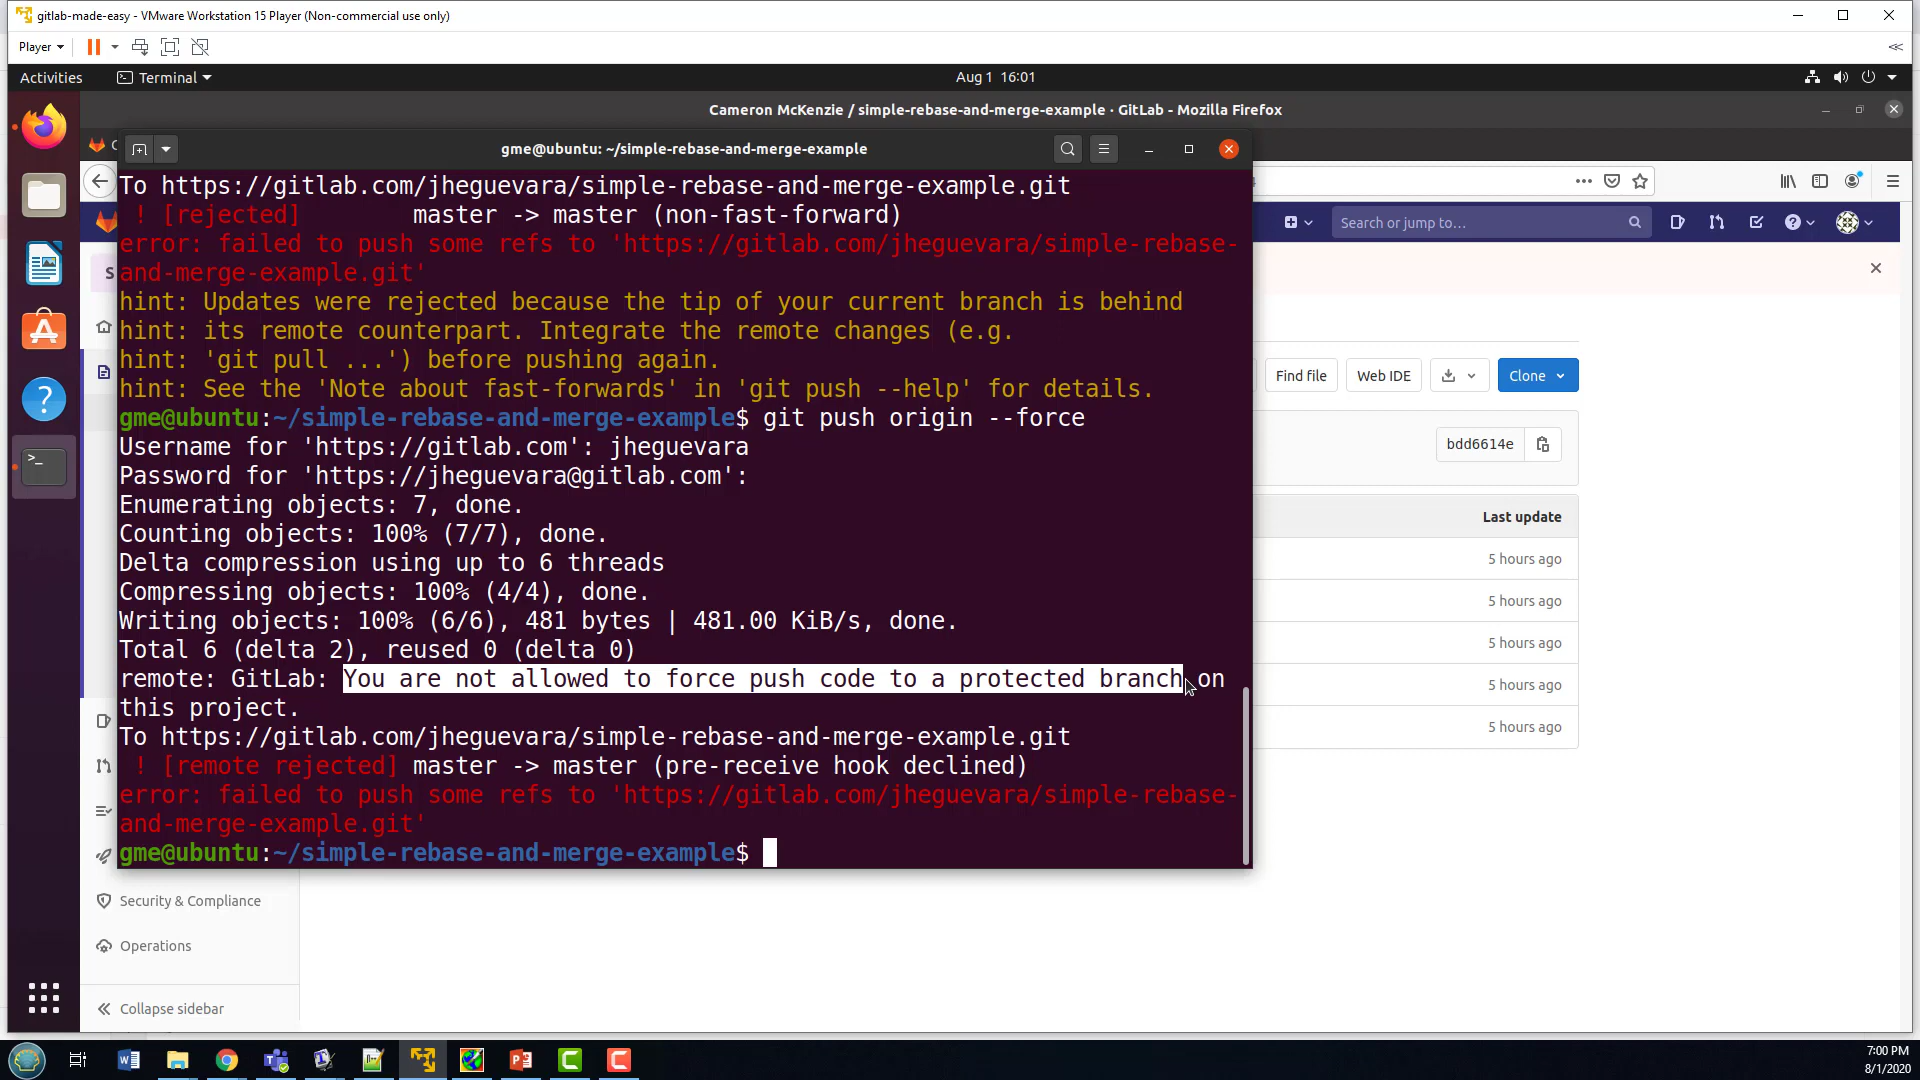 gitlab-made-easy - VMware Workstation 15 Player (Non-commercial use only)
Player
Activities
Terminal
Aug 1 16:01
Cameron McKenzie / simple-rebase-and-merge-example · GitLab - Mozilla Firefox
gme@ubuntu: ~/simple-rebase-and-merge-example
To https://gitlab.com/jheguevara/simple-rebase-and-merge-example.git
! [rejected]        master -> master (non-fast-forward)
error: failed to push some refs to 'https://gitlab.com/jheguevara/simple-rebase-
and-merge-example.git'
hint: Updates were rejected because the tip of your current branch is behind
hint: its remote counterpart. Integrate the remote changes (e.g.
hint: 'git pull ...') before pushing again.
hint: See the 'Note about fast-forwards' in 'git push --help' for details.
gme@ubuntu:~/simple-rebase-and-merge-example$ git push origin --force
Username for 'https://gitlab.com': jheguevara
Password for 'https://jheguevara@gitlab.com':
Enumerating objects: 7, done.
Counting objects: 100% (7/7), done.
Delta compression using up to 6 threads
Compressing objects: 100% (4/4), done.
Writing objects: 100% (6/6), 481 bytes | 481.00 KiB/s, done.
Total 6 (delta 2), reused 0 (delta 0)
remote: GitLab: You are not allowed to force push code to a protected branch on
this project.
To https://gitlab.com/jheguevara/simple-rebase-and-merge-example.git
! [remote rejected] master -> master (pre-receive hook declined)
error: failed to push some refs to 'https://gitlab.com/jheguevara/simple-rebase-
and-merge-example.git'
gme@ubuntu:~/simple-rebase-and-merge-example$
Search or jump to...
S
Find file
Web IDE
Clone
bdd6614e
Last update
5 hours ago
5 hours ago
5 hours ago
5 hours ago
5 hours ago
Security & Compliance
Operations
Collapse sidebar
7:00 PM
8/1/2020